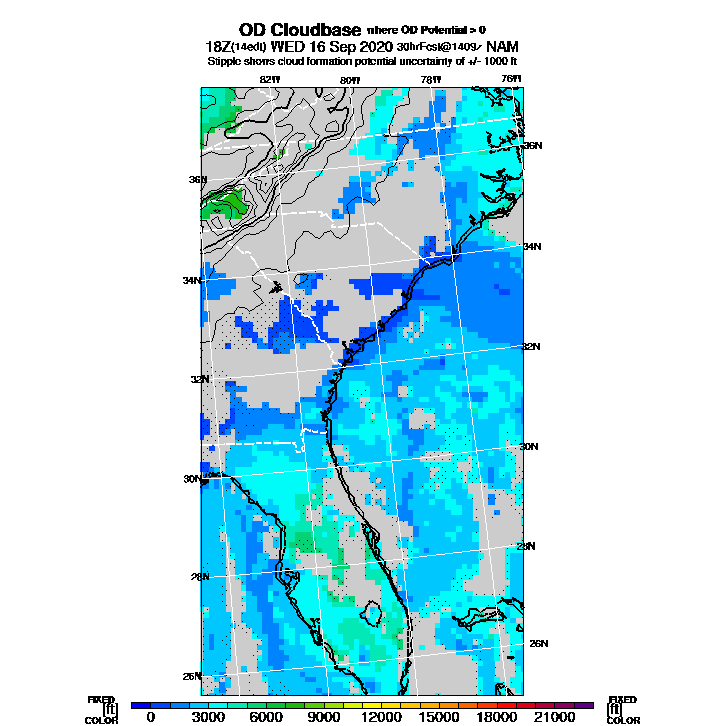 OD Cloudbase where OD Potential > 0
18Z(14edt) WED 16 Sep 2020 30hrFcst@1409z NAM
Stipple shows cloud formation potential uncertainty of +/- 1000 ft
82W 80W 78W 76W
36N
36N
34N
34N
32N
32N
30N
30N
28N
28N
26N
26N
FIXED FIXED
[ft] [ft]
COLOR COLOR
0 3000 6000 9000 12000 15000 18000 21000